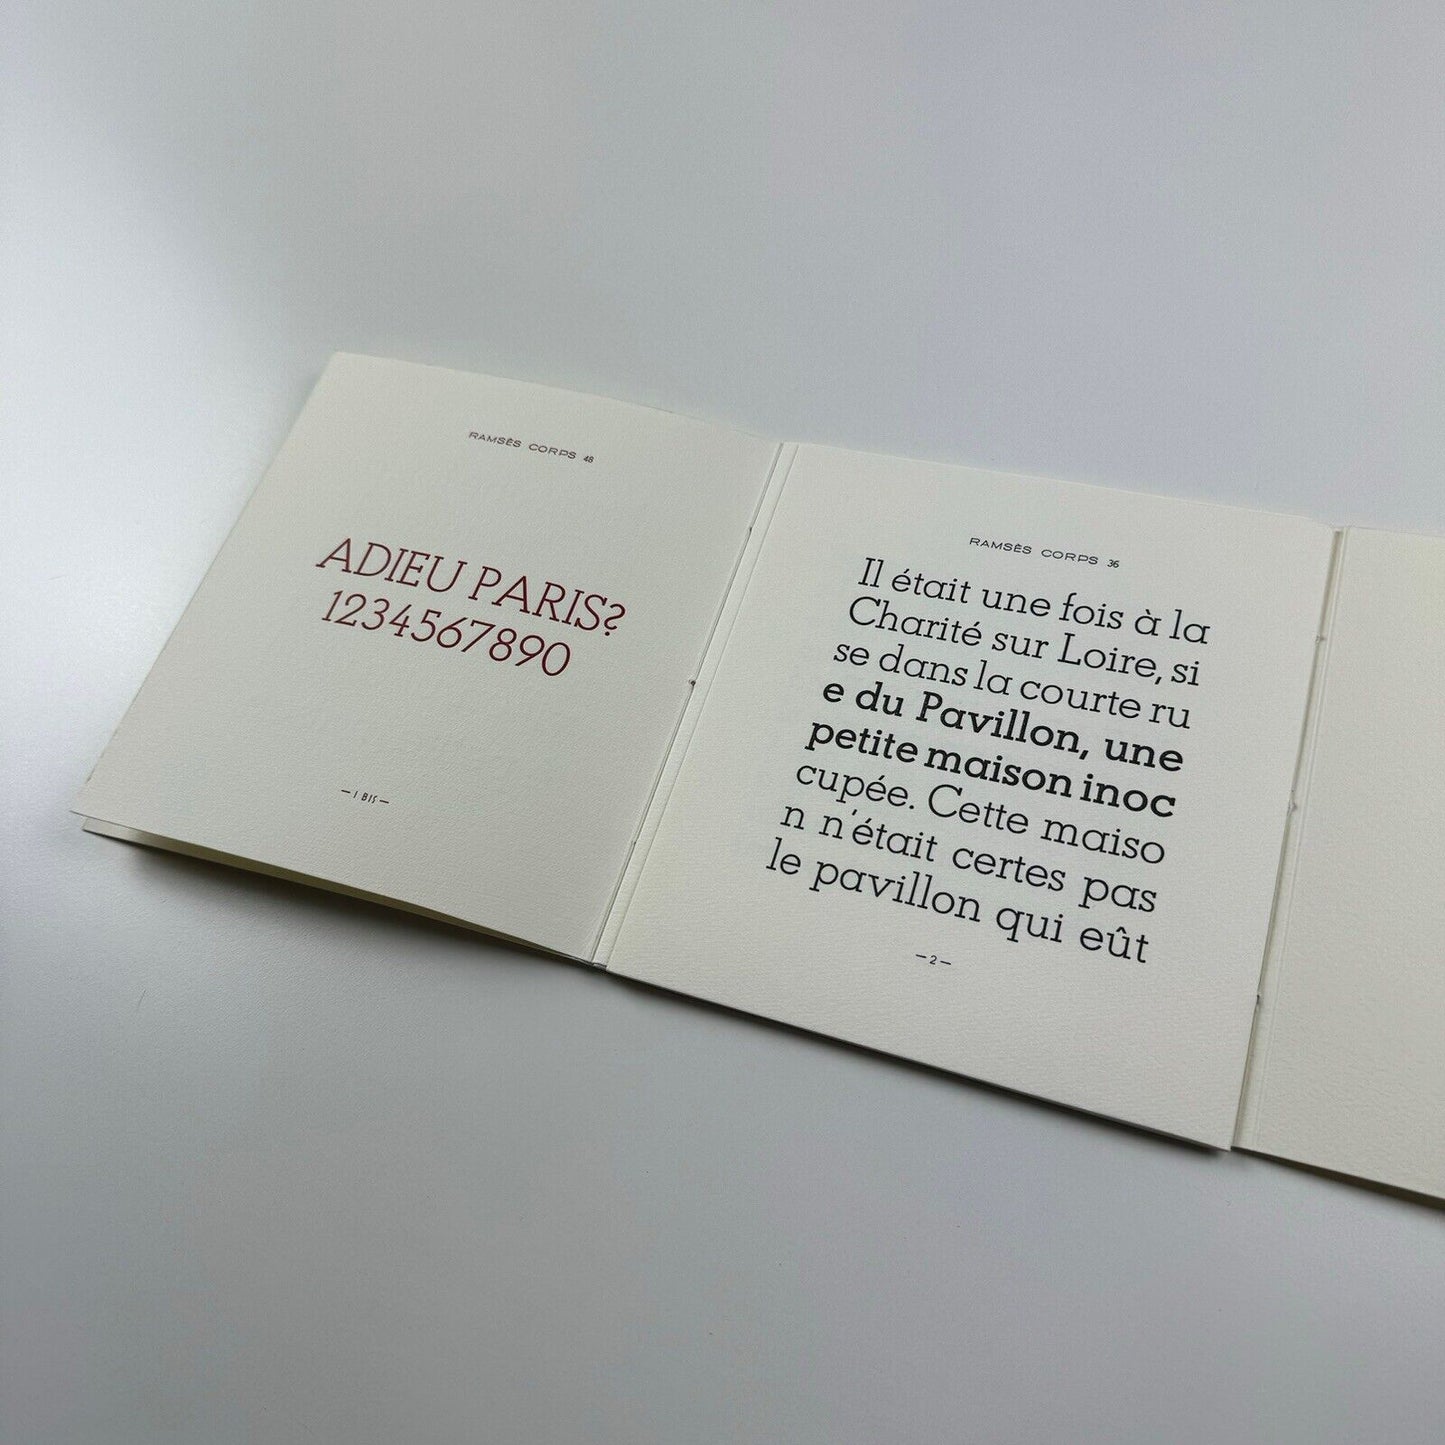 RAMSÈS CORPS 48
ADIEU PARIS?
1234567890
— 1 BIS —
RAMSÈS CORPS 36
Il était une fois à la
Charité sur Loire, si
se dans la courte ru
e du Pavillon, une
petite maison inoc
cupée. Cette maiso
n n'était certes pas
le pavillon qui eût
— 2 —